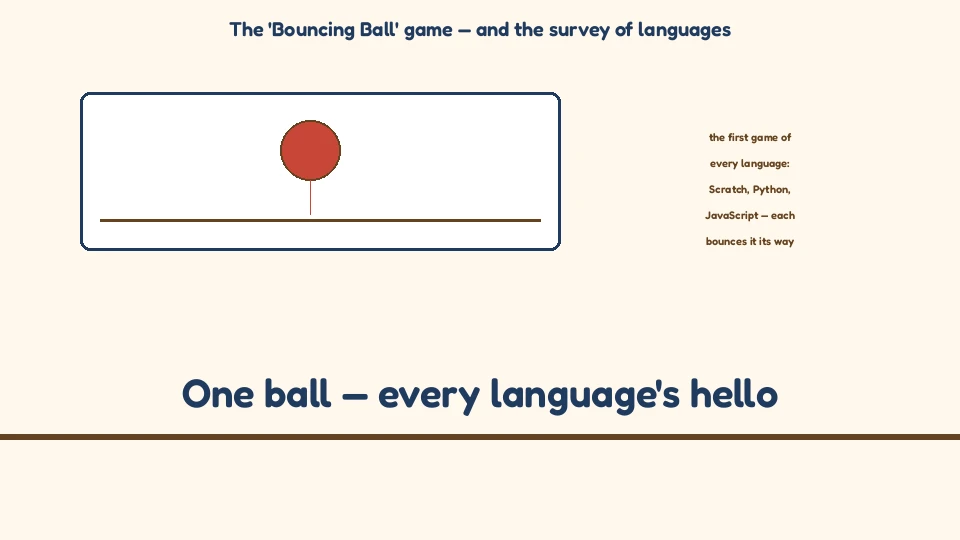 The 'Bouncing Ball' game — and the survey of languages
the first game of
every language:
Scratch, Python,
JavaScript — each
bounces it its way
One ball — every language's hello